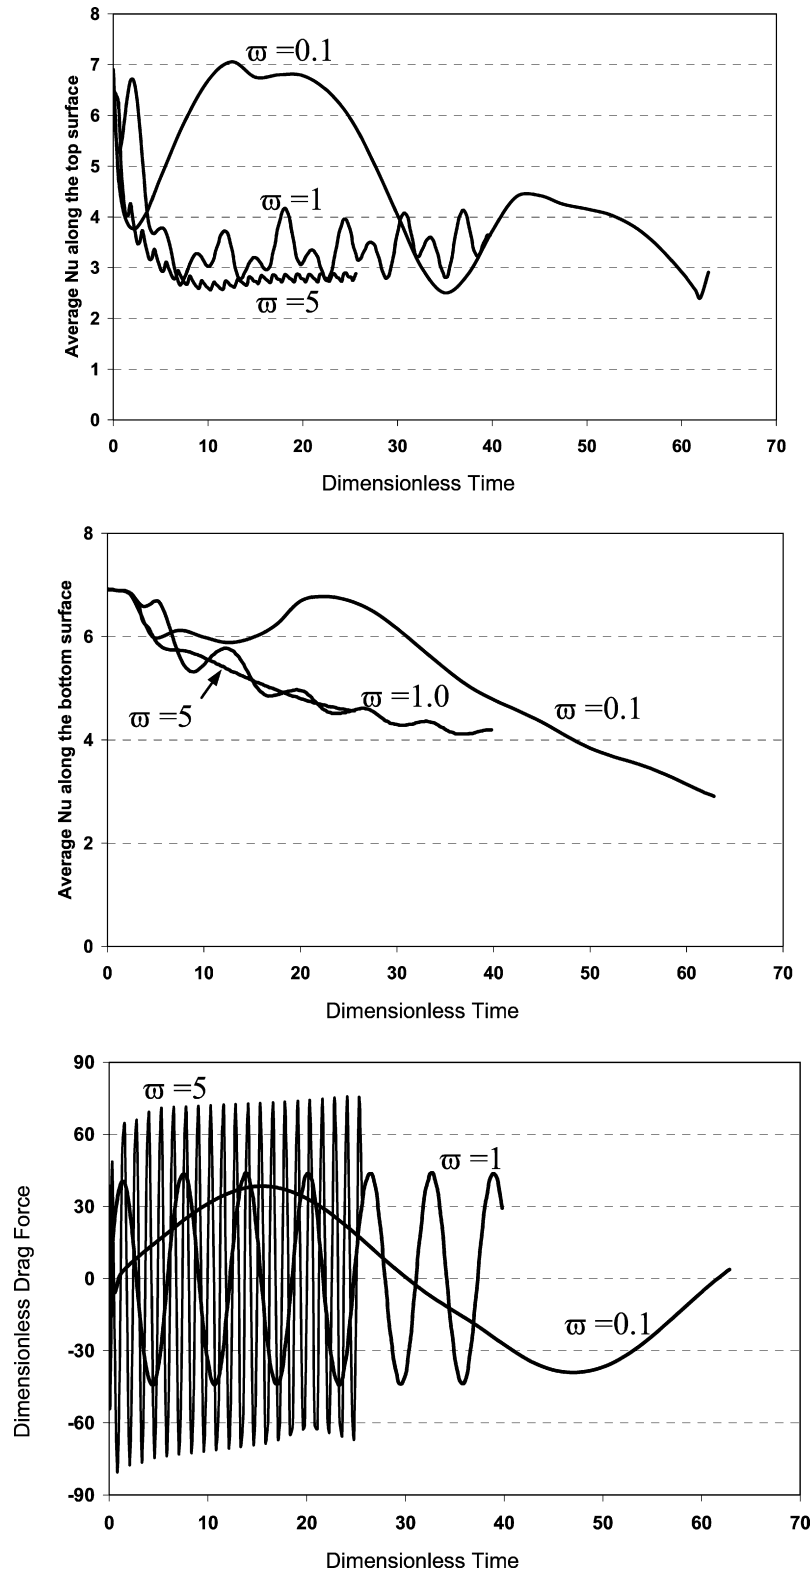 8
7
6
5
4
3
2
1
0
Average Nu along the top surface
ϖ =0.1
ϖ =1
ϖ =5
0 10 20 30 40 50 60 70
Dimensionless Time
8
6
4
2
0
Average Nu along the bottom surface
ϖ =1.0
ϖ =0.1
ϖ =5
0 10 20 30 40 50 60 70
Dimensionless Time
90
60
30
0
-30
-60
-90
Dimensionless Drag Force
ϖ =5
ϖ =1
ϖ =0.1
0 10 20 30 40 50 60 70
Dimensionless Time